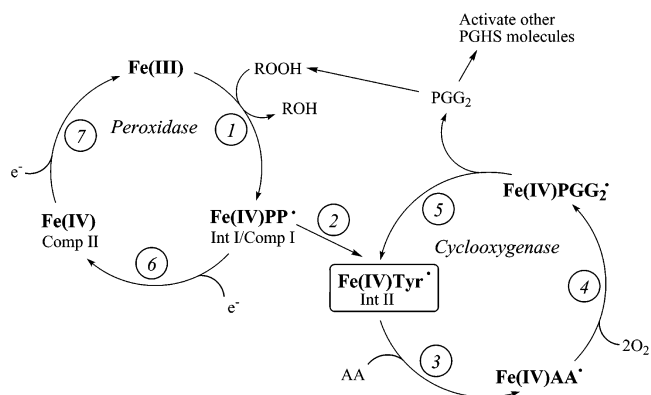 Activate other
PGHS molecules
Fe(III)
ROOH
PGG2
ROH
Peroxidase
1
7
e-
Fe(IV)
Comp II
Fe(IV)PP•
Int I/Comp I
2
6
e-
Fe(IV)Tyr•
Int II
5
Fe(IV)PGG2•
Cyclooxygenase
4
3
AA
2O2
Fe(IV)AA•